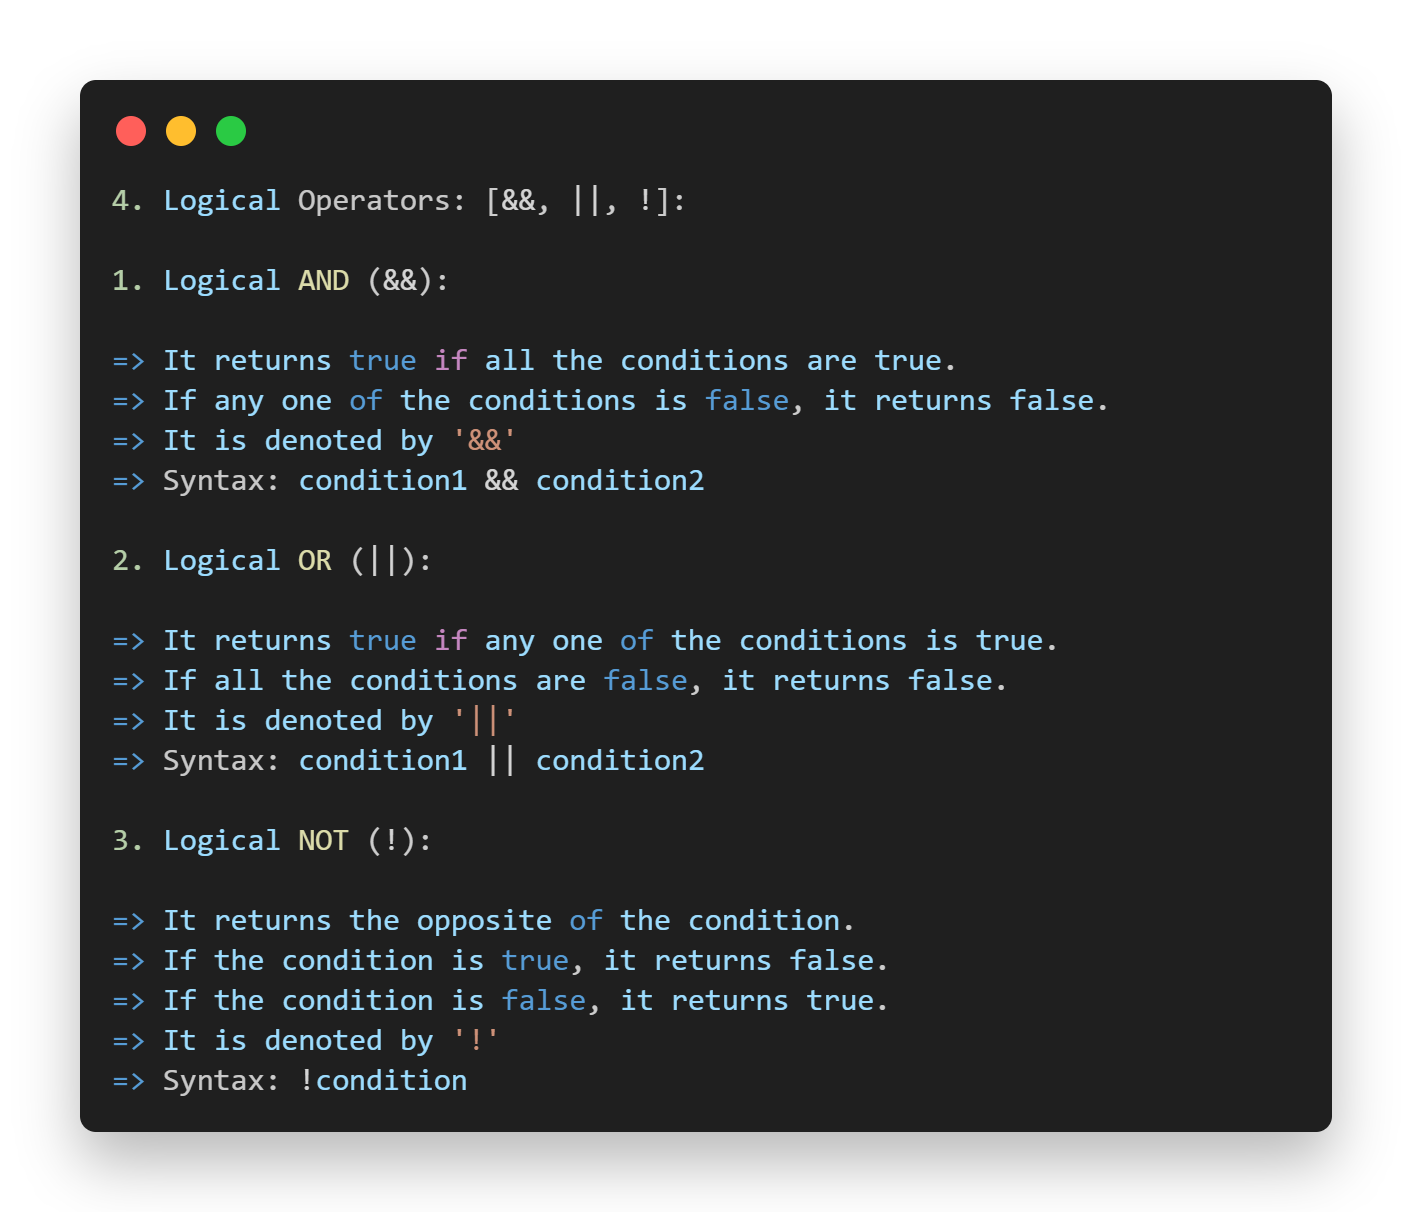 4. Logical Operators: [&&, ||, !]:
1. Logical AND (&&):
=> It returns true if all the conditions are true.
=> If any one of the conditions is false, it returns false.
=> It is denoted by '&&'
=> Syntax: condition1 && condition2
2. Logical OR (||):
=> It returns true if any one of the conditions is true.
=> If all the conditions are false, it returns false.
=> It is denoted by '||'
=> Syntax: condition1 || condition2
3. Logical NOT (!):
=> It returns the opposite of the condition.
=> If the condition is true, it returns false.
=> If the condition is false, it returns true.
=> It is denoted by '!'
=> Syntax: !condition